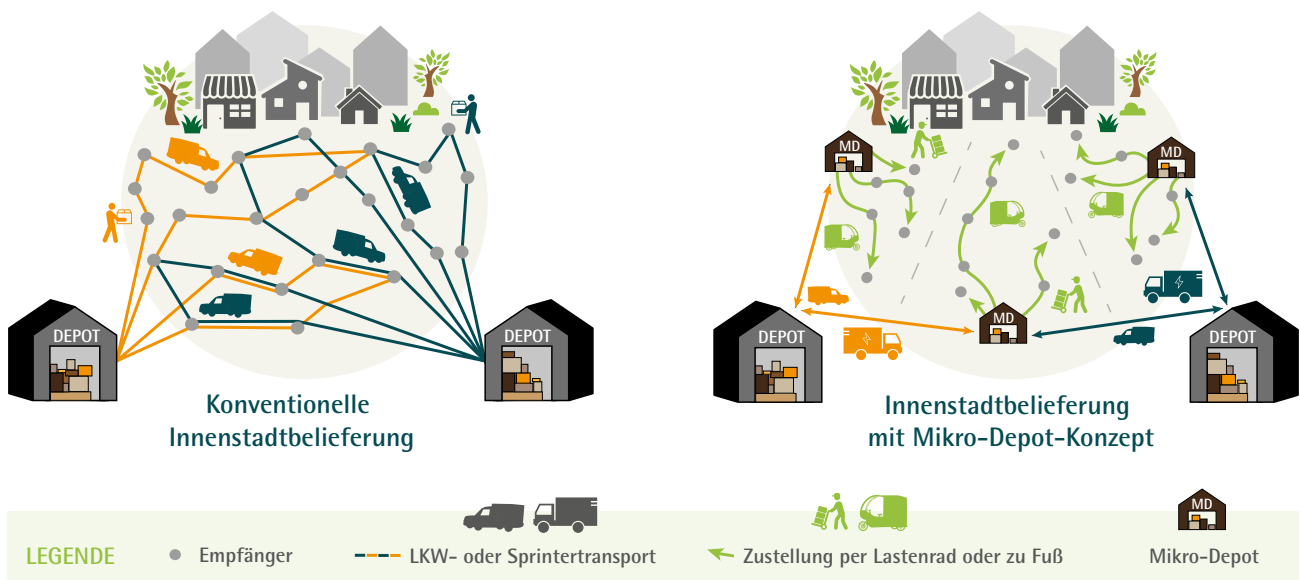 DEPOT
DEPOT
Konventionelle
Innenstadtbelieferung
MD
MD
MD
DEPOT
DEPOT
Innenstadtbelieferung
mit Mikro-Depot-Konzept
MD
LEGENDE
Empfänger
LKW- oder Sprintertransport
Zustellung per Lastenrad oder zu Fuß
Mikro-Depot